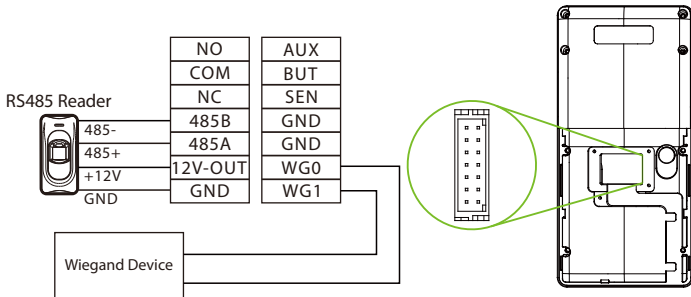 RS485 Reader
485-
485+
+12V
GND
NO
COM
NC
485B
485A
12V-OUT
GND
AUX
BUT
SEN
GND
GND
WG0
WG1
Wiegand Device